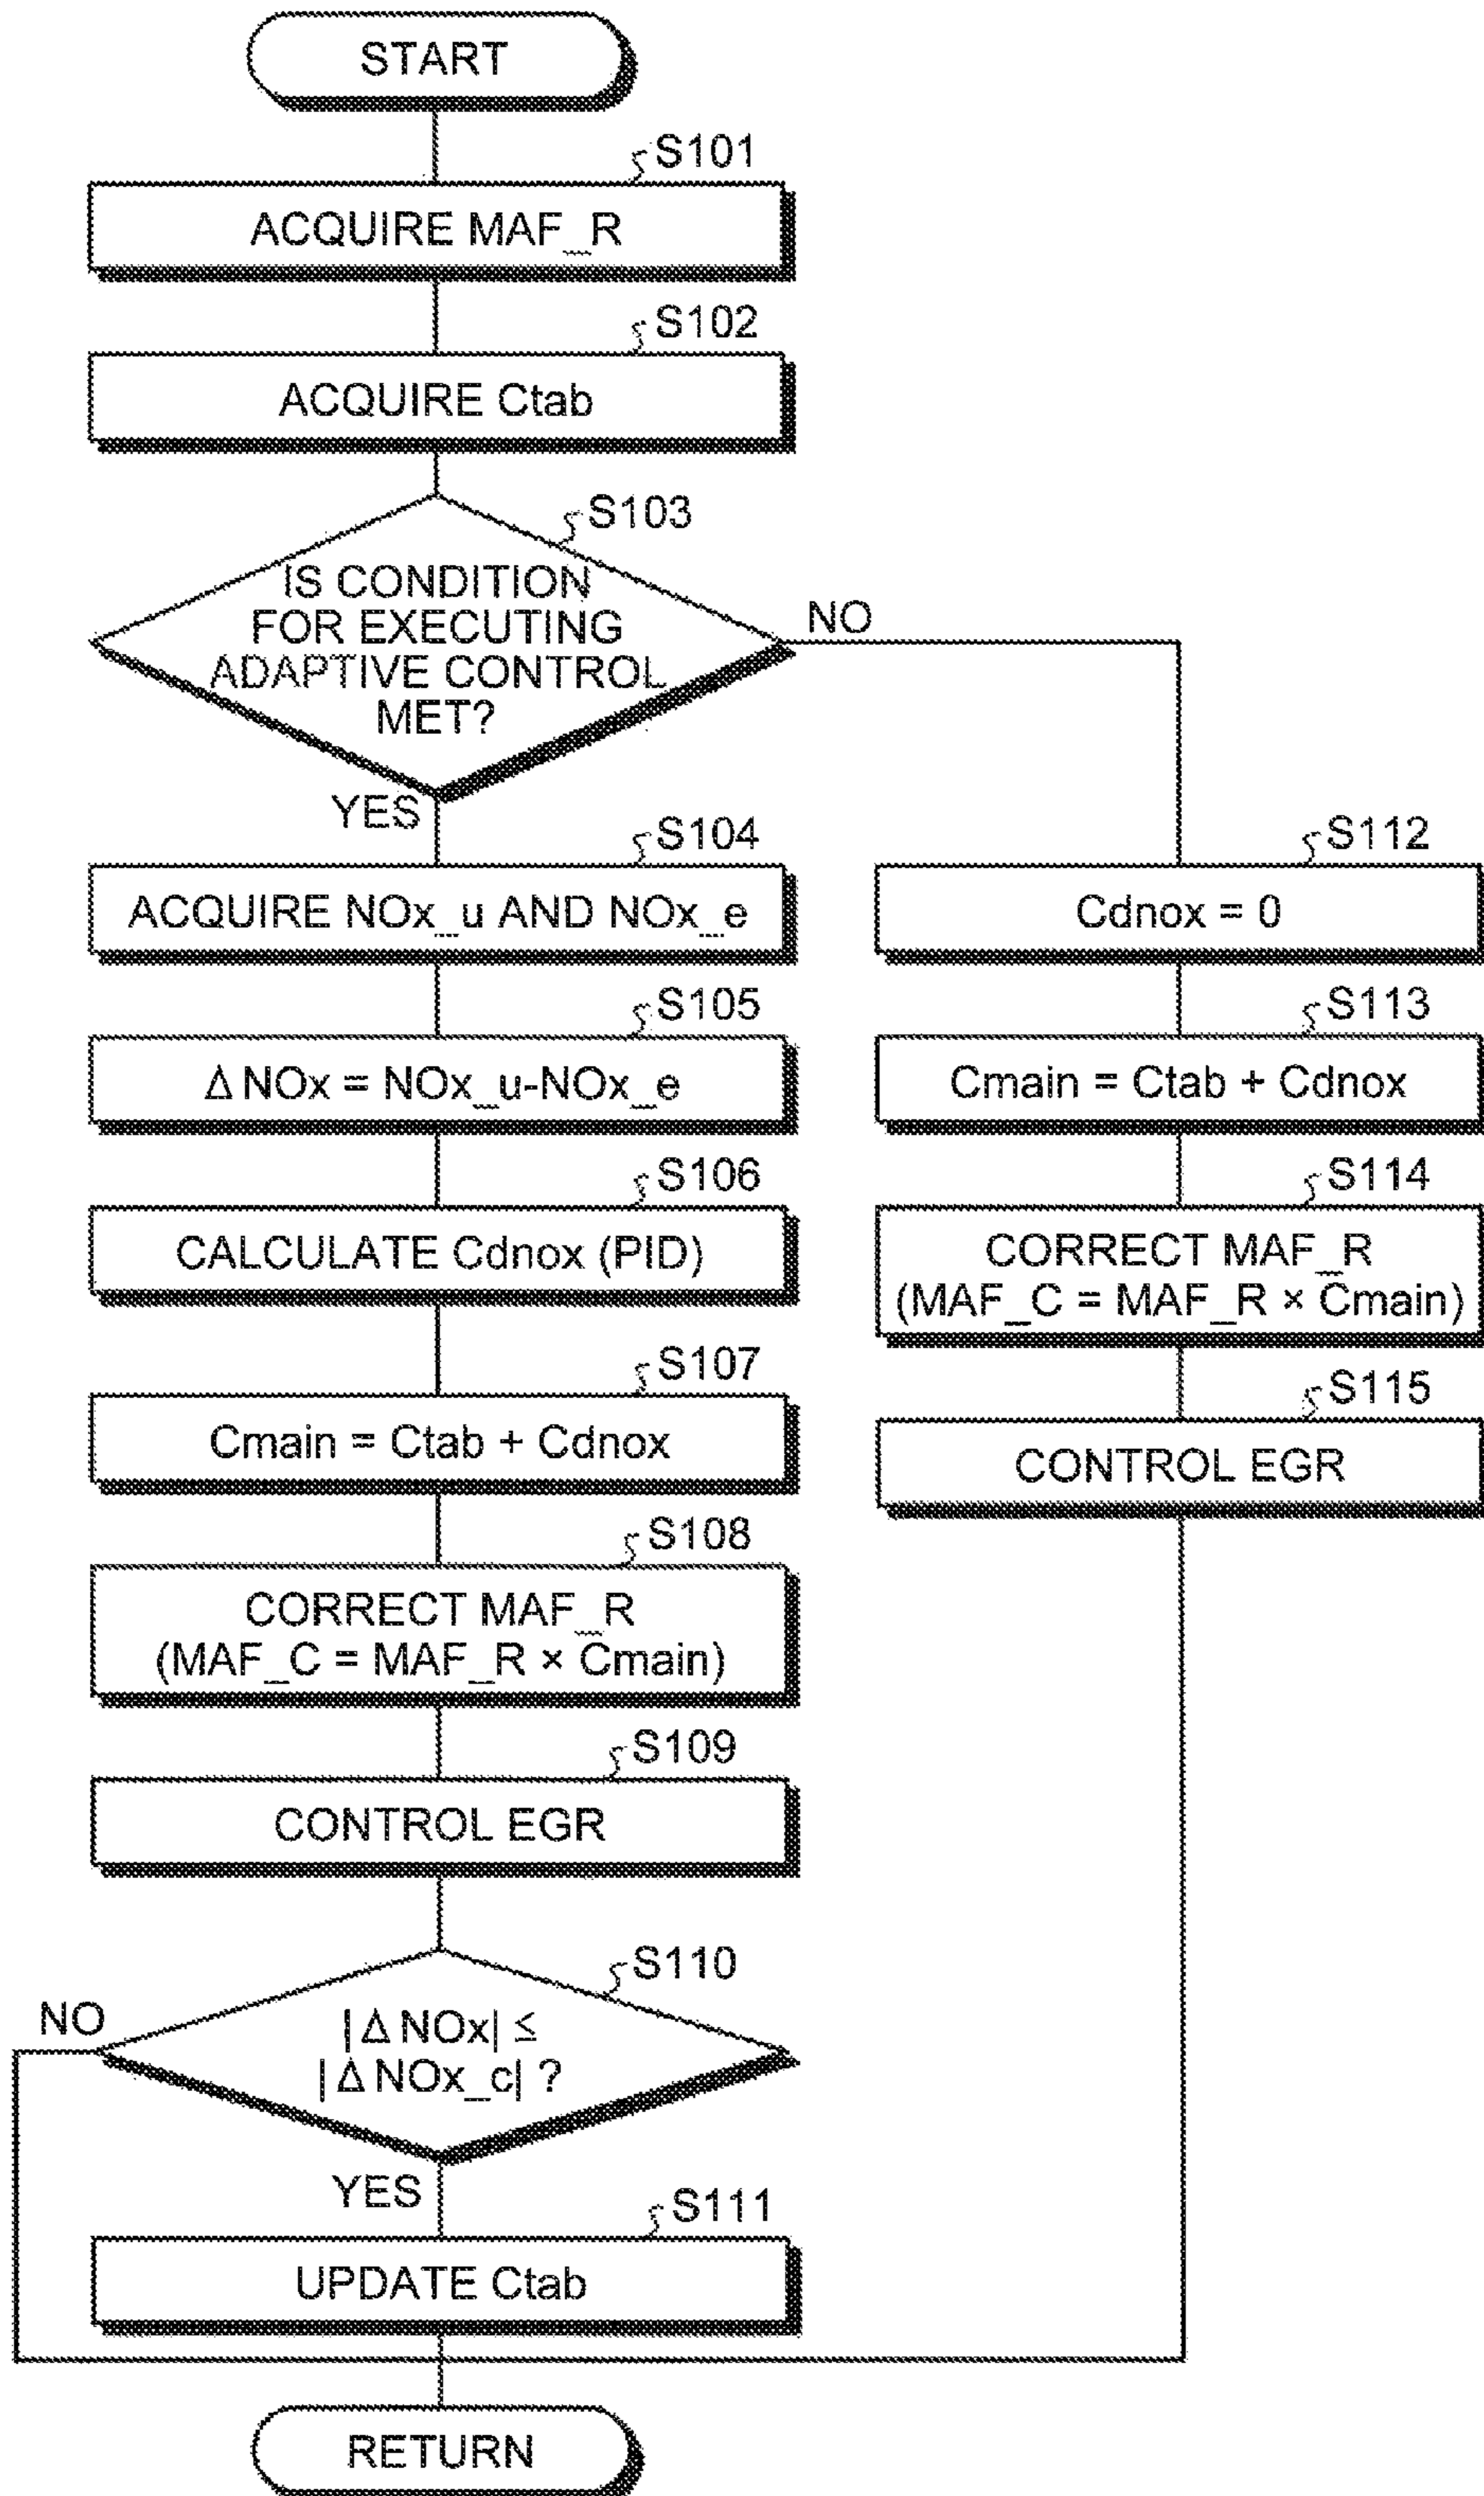 START
S101
ACQUIRE MAF_R
S102
ACQUIRE Ctab
S103
IS CONDITION
FOR EXECUTING
ADAPTIVE CONTROL
MET?
NO
YES
S104
ACQUIRE NOx_u AND NOx_e
S105
Δ NOx = NOx_u-NOx_e
S106
CALCULATE Cdnox (PID)
S107
Cmain = Ctab + Cdnox
S108
CORRECT MAF_R
(MAF_C = MAF_R × Cmain)
S109
CONTROL EGR
S110
|Δ NOx| ≤
|Δ NOx_c| ?
NO
YES
S111
UPDATE Ctab
S112
Cdnox = 0
S113
Cmain = Ctab + Cdnox
S114
CORRECT MAF_R
(MAF_C = MAF_R × Cmain)
S115
CONTROL EGR
RETURN